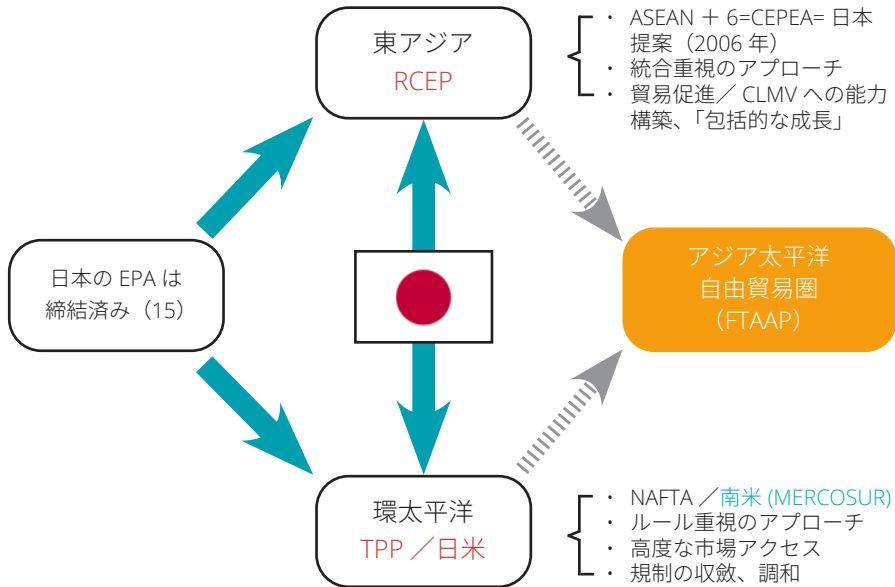 ・ ASEAN + 6=CEPEA= 日本
提案（2006 年）
・ 統合重視のアプローチ
・ 貿易促進／ CLMV への能力
構築、「包括的な成長」
東アジア
RCEP
日本の EPA は
締結済み（15）
アジア太平洋
自由貿易圏
（FTAAP）
環太平洋
TPP ／日米
・ NAFTA ／南米 (MERCOSUR)
・ ルール重視のアプローチ
・ 高度な市場アクセス
・ 規制の収斂、調和